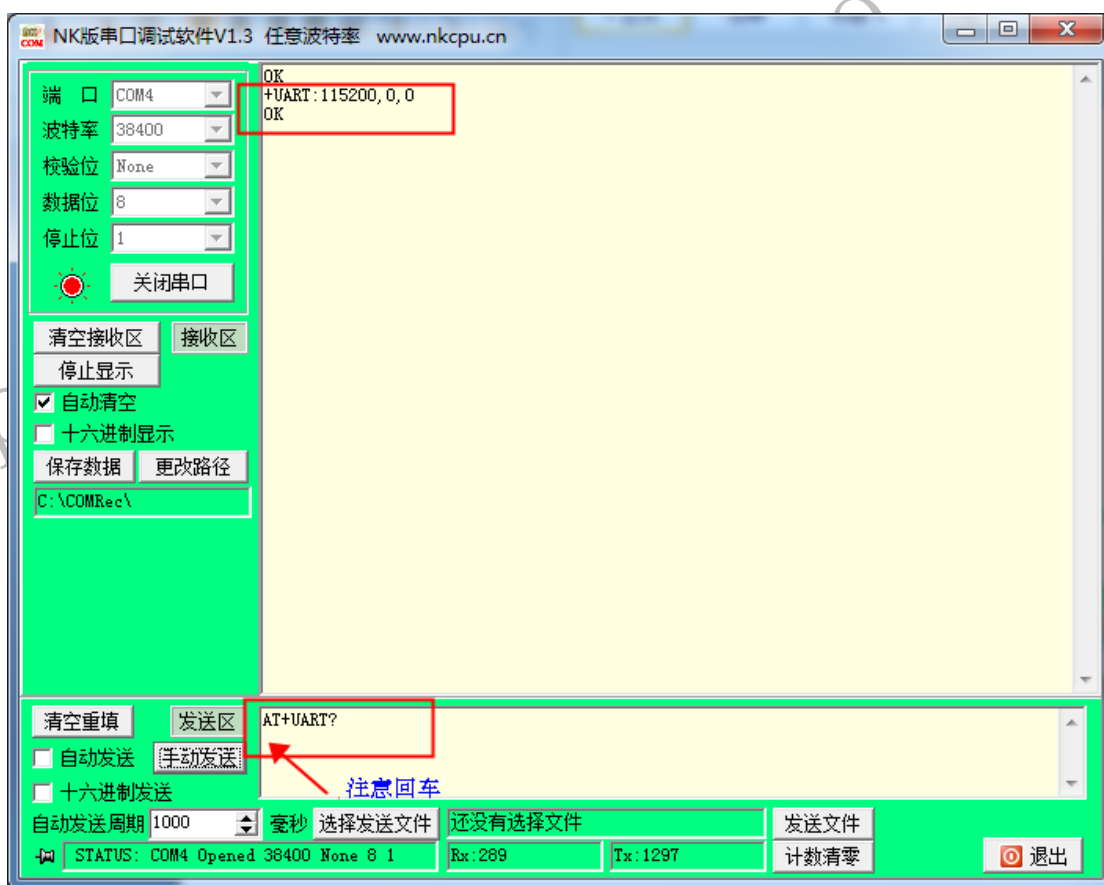 NK版串口调试软件V1.3 任意波特率 www.nkcpu.cn
端 口 COM4
波特率 38400
校验位 None
数据位 8
停止位 1
关闭串口
清空接收区 接收区
停止显示
自动清空
十六进制显示
保存数据 更改路径
C:\COMRec\
OK
+UART:115200,0,0
OK
清空重填 发送区
自动发送 手动发送
十六进制发送
AT+UART?
注意回车
自动发送周期 1000 毫秒 选择发送文件 还没有选择文件 发送文件
STATUS: COM4 Opened 38400 None 8 1 Rx:289 Tx:1297 计数清零 退出